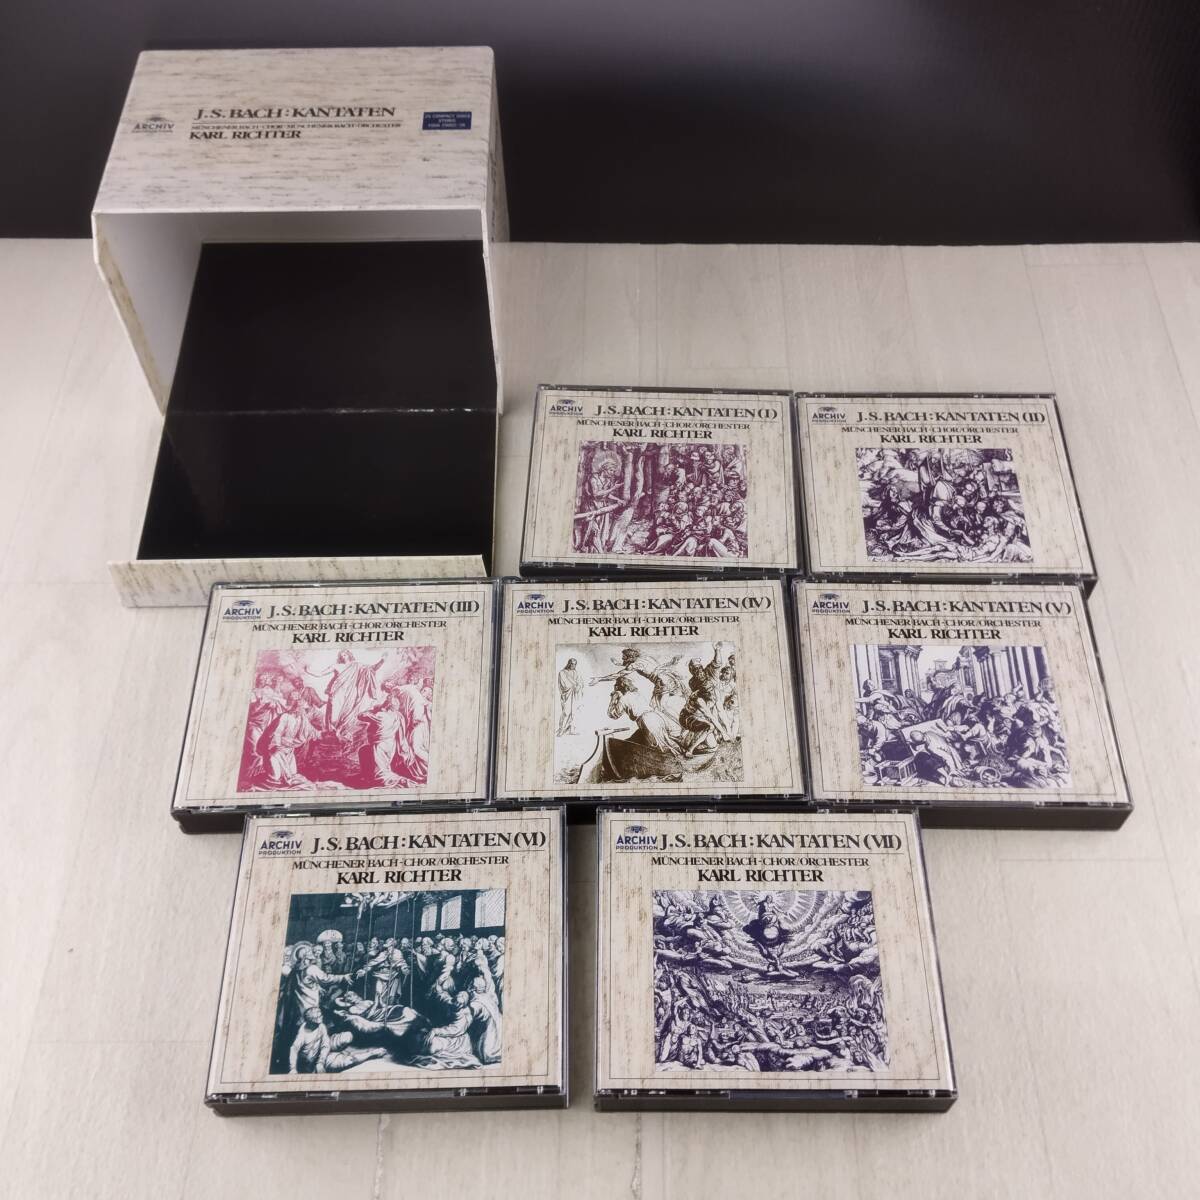 J.S. BACH : KANTATEN
ARCHIV
MÜNCHENER BACH-CHOR · MÜNCHENER BACH-ORCHESTER
KARL RICHTER
ARCHIV
PRODUKTION
J.S. BACH : KANTATEN (I)
MÜNCHENER BACH-CHOR/ORCHESTER
KARL RICHTER
ARCHIV
PRODUKTION
J.S. BACH : KANTATEN (II)
MÜNCHENER BACH-CHOR/ORCHESTER
KARL RICHTER
ARCHIV
PRODUKTION
J.S. BACH : KANTATEN (III)
MÜNCHENER BACH-CHOR/ORCHESTER
KARL RICHTER
ARCHIV
PRODUKTION
J.S. BACH : KANTATEN (IV)
MÜNCHENER BACH-CHOR/ORCHESTER
KARL RICHTER
ARCHIV
PRODUKTION
J.S. BACH : KANTATEN (V)
MÜNCHENER BACH-CHOR/ORCHESTER
KARL RICHTER
ARCHIV
PRODUKTION
J.S. BACH : KANTATEN (VI)
MÜNCHENER BACH-CHOR/ORCHESTER
KARL RICHTER
ARCHIV
PRODUKTION
J.S. BACH : KANTATEN (VII)
MÜNCHENER BACH-CHOR/ORCHESTER
KARL RICHTER